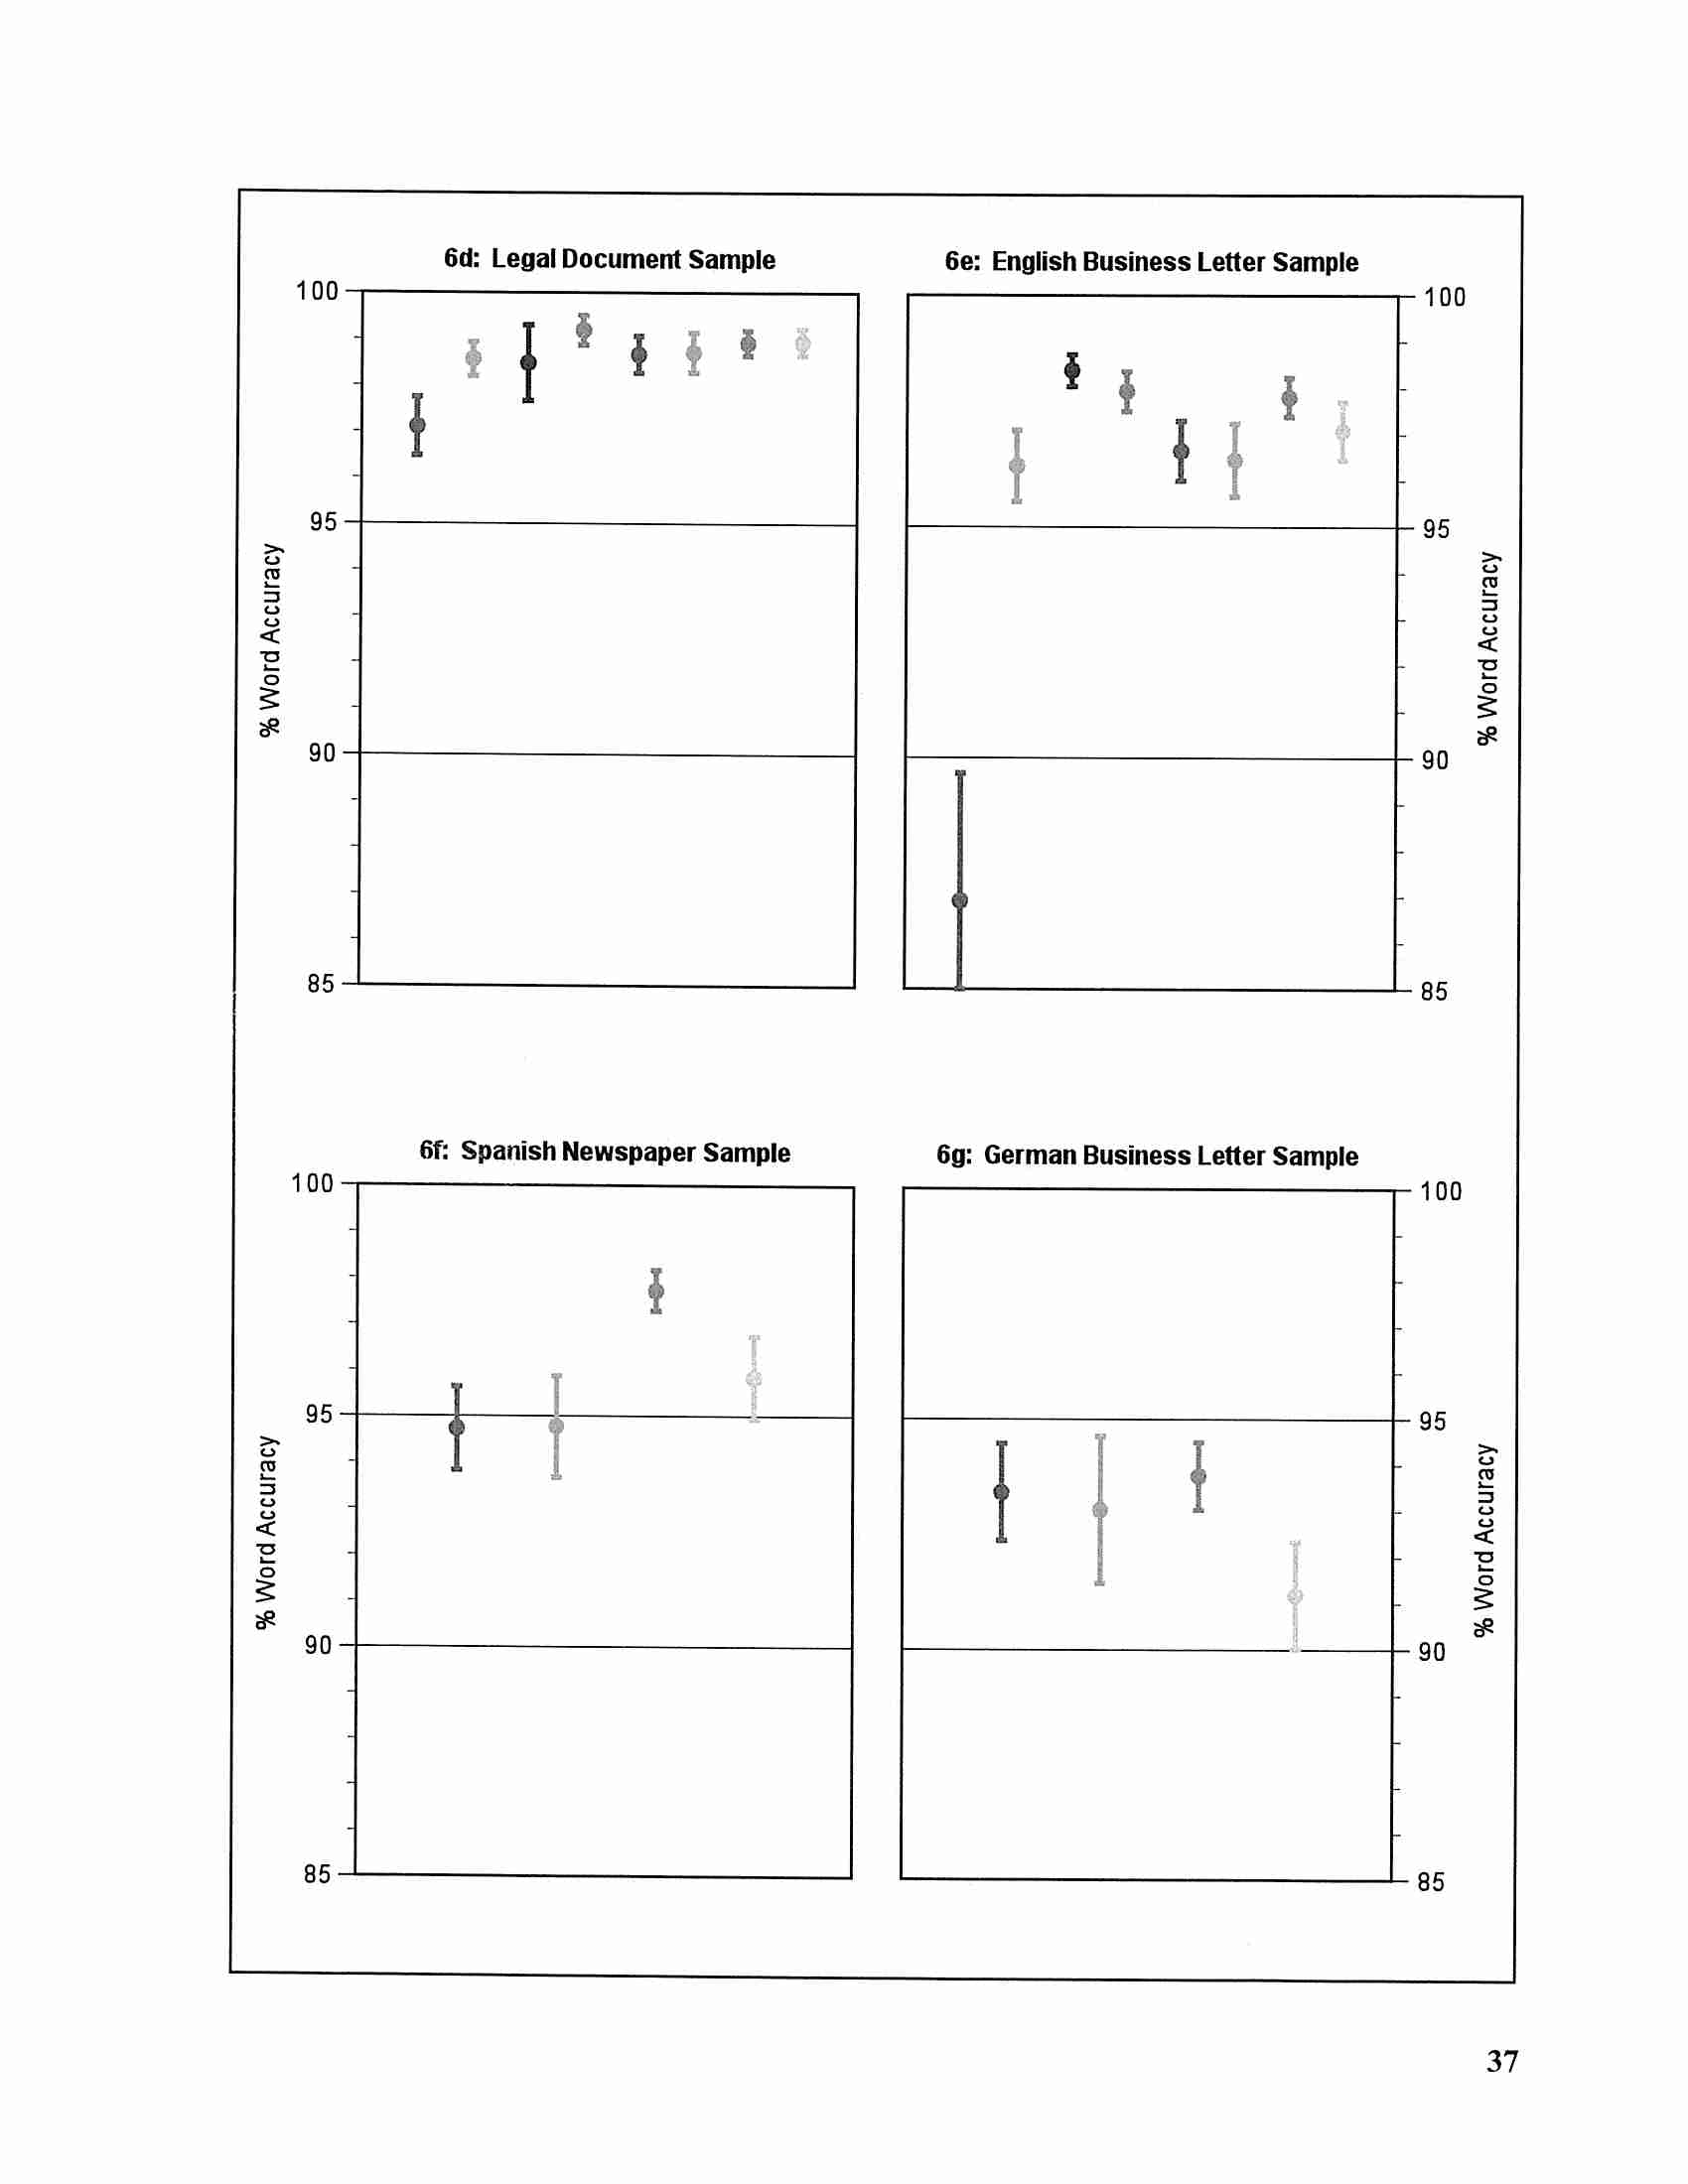 6d: Legal Document Sample
100
95
90
85
% Word Accuracy
6e: English Business Letter Sample
100
95
90
85
% Word Accuracy
6f: Spanish Newspaper Sample
100
95
90
85
% Word Accuracy
6g: German Business Letter Sample
100
95
90
85
% Word Accuracy
37